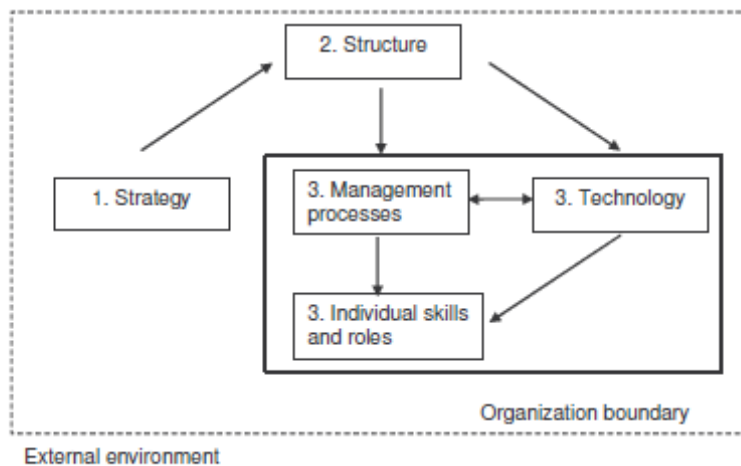 2. Structure
1. Strategy
3. Management
processes
3. Technology
3. Individual skills
and roles
Organization boundary
External environment